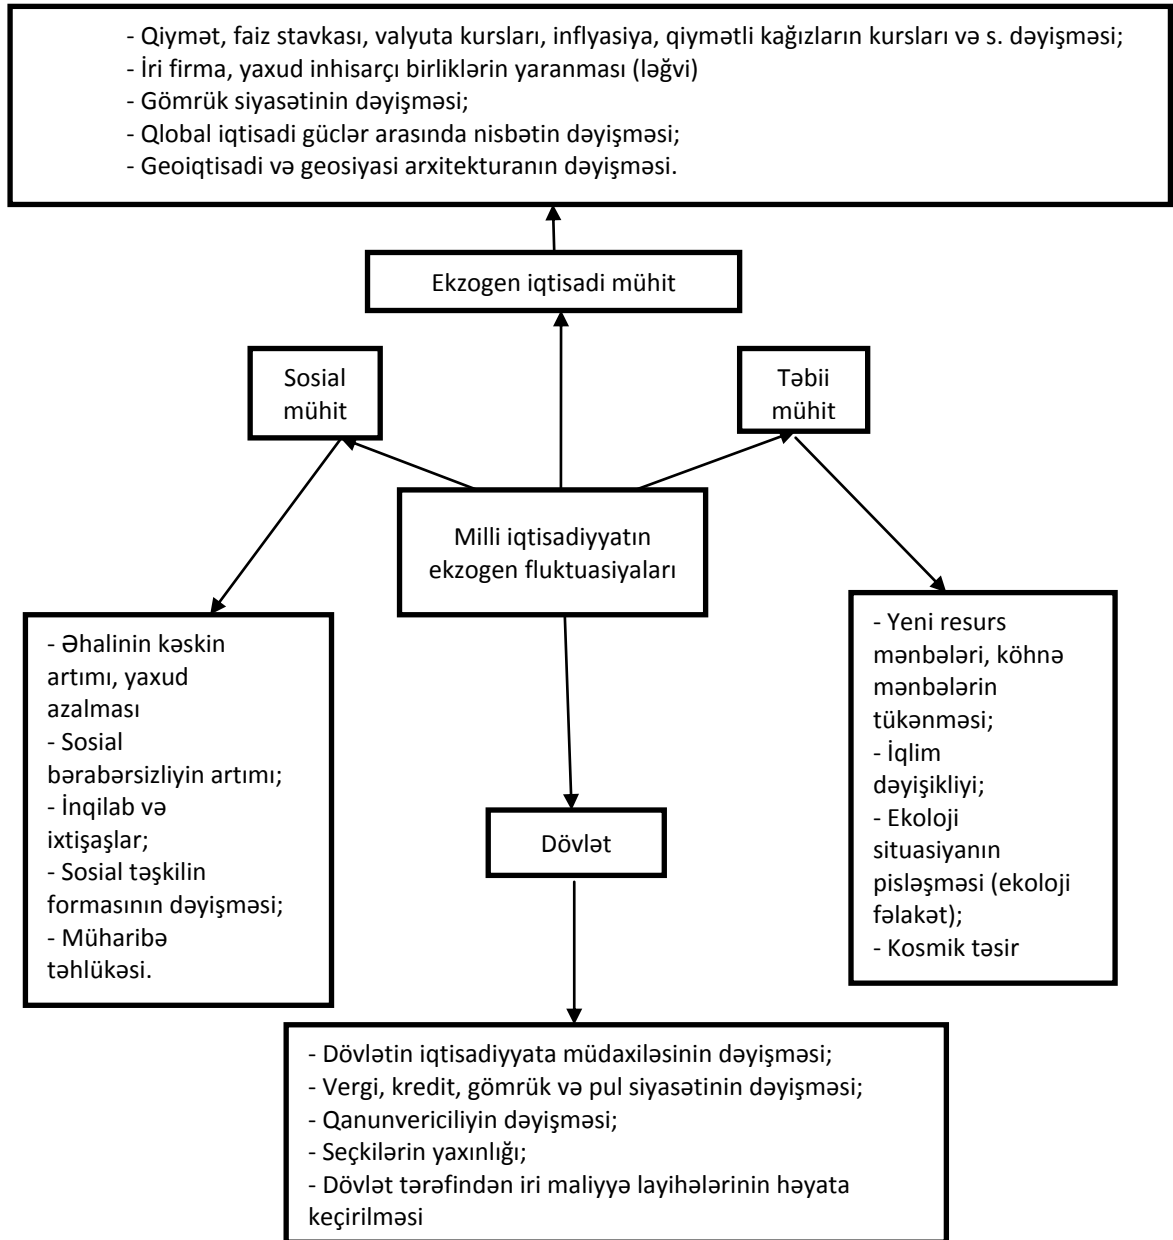 - Qiymət, faiz stavkası, valyuta kursları, inflyasiya, qiymətli kağızların kursları və s. dəyişməsi;
- İri firma, yaxud inhisarçı birliklərin yaranması (ləğvi)
- Gömrük siyasətinin dəyişməsi;
- Qlobal iqtisadi güclər arasında nisbətin dəyişməsi;
- Geoiqtisadi və geosiyasi arxitekturanın dəyişməsi.
Ekzogen iqtisadi mühit
Sosial
mühit
Təbii
mühit
Milli iqtisadiyyatın
ekzogen fluktuasiyaları
- Əhalinin kəskin
artımı, yaxud
azalması
- Sosial
bərabərsizliyin artımı;
- İnqilab və
ixtişaşlar;
- Sosial təşkilin
formasının dəyişməsi;
- Müharibə
təhlükəsi.
- Yeni resurs
mənbələri, köhnə
mənbələrin
tükənməsi;
- İqlim
dəyişikliyi;
- Ekoloji
situasiyanın
pisləşməsi (ekoloji
fəlakət);
- Kosmik təsir
Dövlət
- Dövlətin iqtisadiyyata müdaxiləsinin dəyişməsi;
- Vergi, kredit, gömrük və pul siyasətinin dəyişməsi;
- Qanunvericiliyin dəyişməsi;
- Seçkilərin yaxınlığı;
- Dövlət tərəfindən iri maliyyə layihələrinin həyata
keçirilməsi